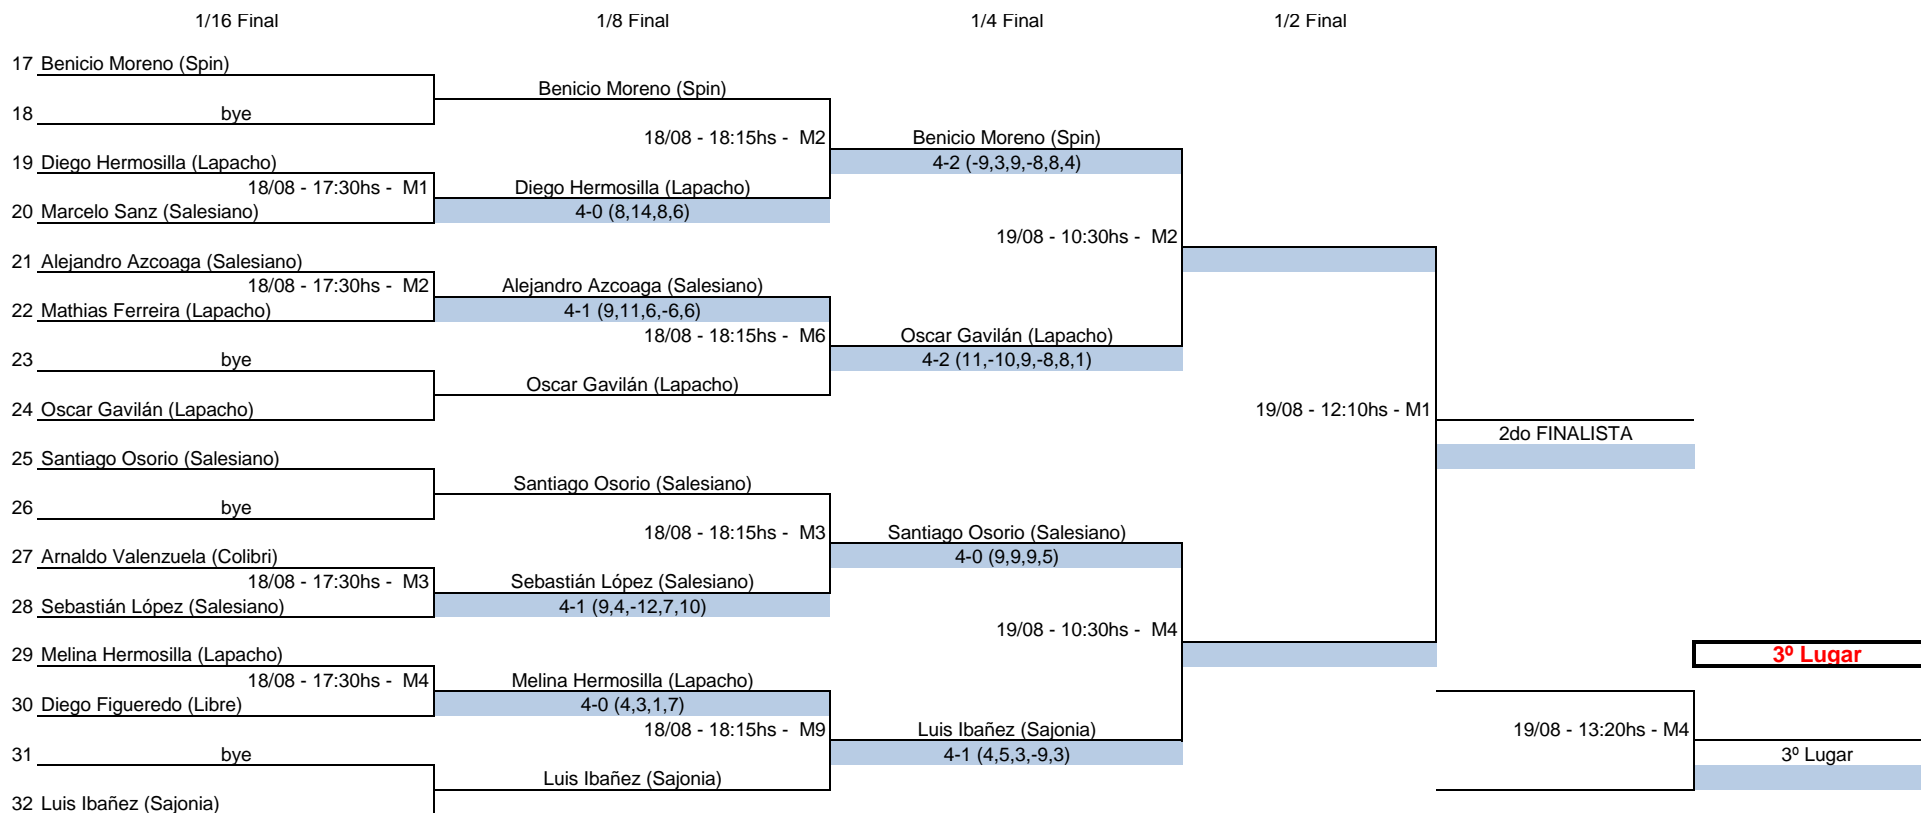 1/16 Final 1/8 Final 1/4 Final 1/2 Final
17 Benicio Moreno (Spin)
Benicio Moreno (Spin)
18 bye
18/08 - 18:15hs - M2 Benicio Moreno (Spin)
19 Diego Hermosilla (Lapacho) 4-2 (-9,3,9,-8,8,4)
18/08 - 17:30hs - M1 Diego Hermosilla (Lapacho)
20 Marcelo Sanz (Salesiano) 4-0 (8,14,8,6)
19/08 - 10:30hs - M2
21 Alejandro Azcoaga (Salesiano)
18/08 - 17:30hs - M2 Alejandro Azcoaga (Salesiano)
22 Mathias Ferreira (Lapacho) 4-1 (9,11,6,-6,6)
18/08 - 18:15hs - M6 Oscar Gavilán (Lapacho)
23 bye 4-2 (11,-10,9,-8,8,1)
Oscar Gavilán (Lapacho)
24 Oscar Gavilán (Lapacho) 19/08 - 12:10hs - M1
2do FINALISTA
25 Santiago Osorio (Salesiano)
Santiago Osorio (Salesiano)
26 bye
18/08 - 18:15hs - M3 Santiago Osorio (Salesiano)
27 Arnaldo Valenzuela (Colibri) 4-0 (9,9,9,5)
18/08 - 17:30hs - M3 Sebastián López (Salesiano)
28 Sebastián López (Salesiano) 4-1 (9,4,-12,7,10)
19/08 - 10:30hs - M4
29 Melina Hermosilla (Lapacho) 3º Lugar
18/08 - 17:30hs - M4 Melina Hermosilla (Lapacho)
30 Diego Figueredo (Libre) 4-0 (4,3,1,7)
18/08 - 18:15hs - M9 Luis Ibañez (Sajonia) 19/08 - 13:20hs - M4
31 bye 4-1 (4,5,3,-9,3) 3º Lugar
Luis Ibañez (Sajonia)
32 Luis Ibañez (Sajonia)